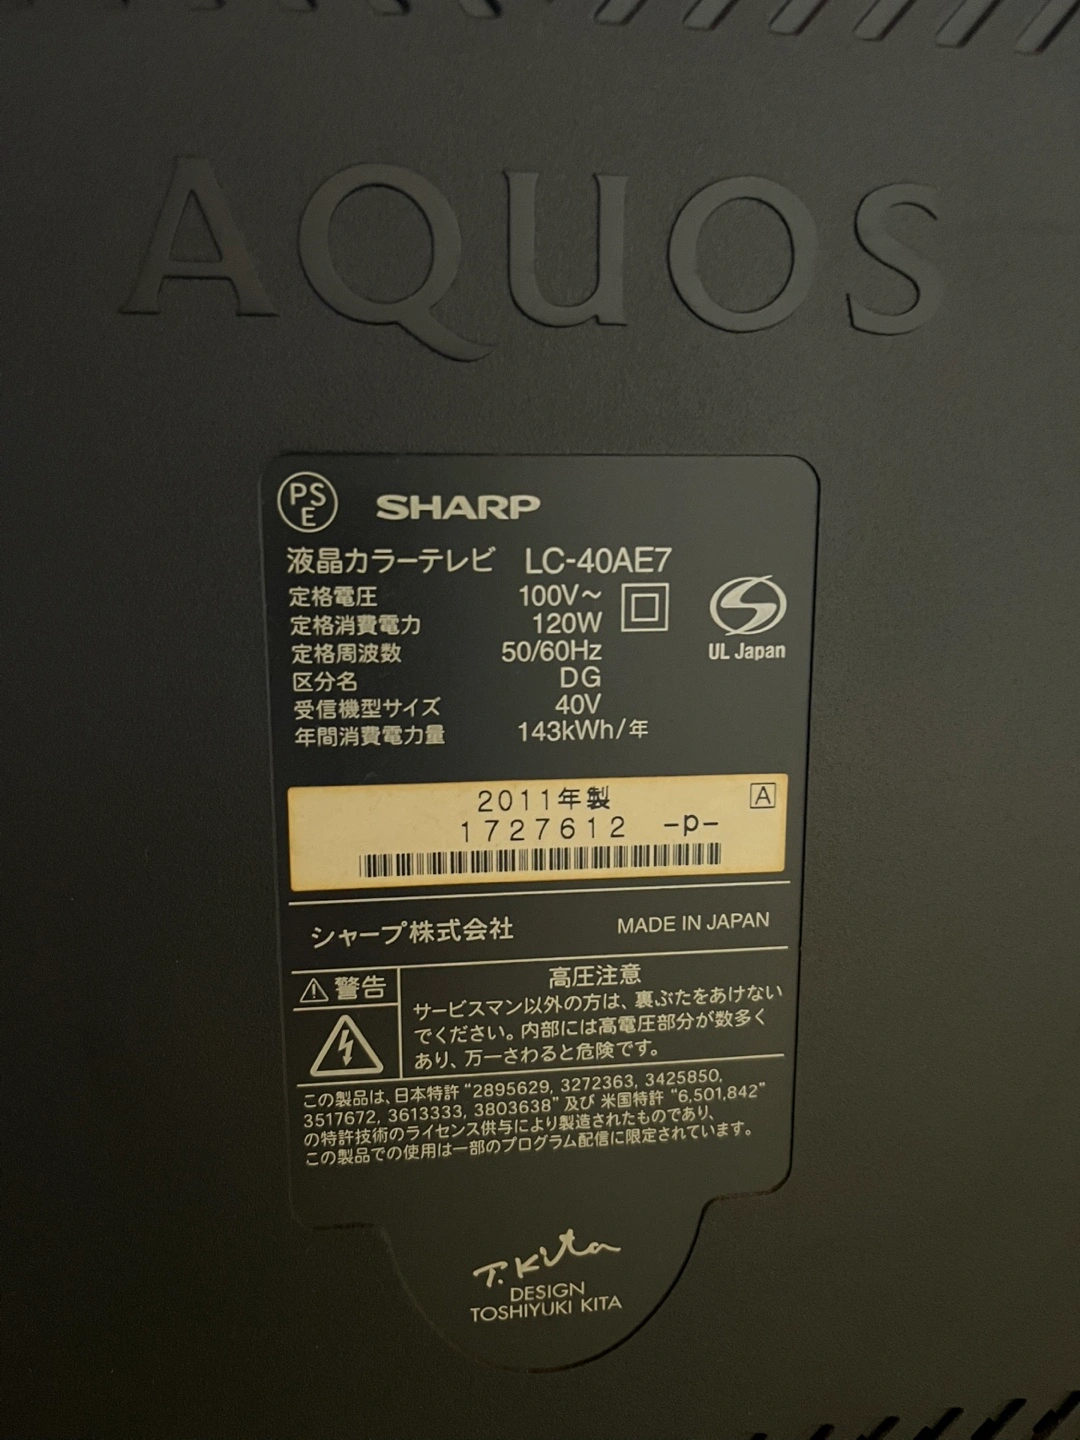 AQUOS
PS
E
SHARP
液晶カラーテレビ LC-40AE7
定格電圧 100V～
定格消費電力 120W
定格周波数 50/60Hz
区分名 DG
受信機型サイズ 40V
年間消費電力量 143kWh/年
UL Japan
2011年製 A
1727612 -p-
シャープ株式会社 MADE IN JAPAN
警告
高圧注意
サービスマン以外の方は、裏ぶたをあけない
でください。内部には高電圧部分が数多く
あり、万一さわると危険です。
この製品は、日本特許 "2895629, 3272363, 3425850,
3517672, 3613333, 3803638" 及び 米国特許 "6,501,842"
の特許技術のライセンス供与により製造されたものであり、
この製品での使用は一部のプログラム配信に限定されています。
T.Kita
DESIGN
TOSHIYUKI KITA